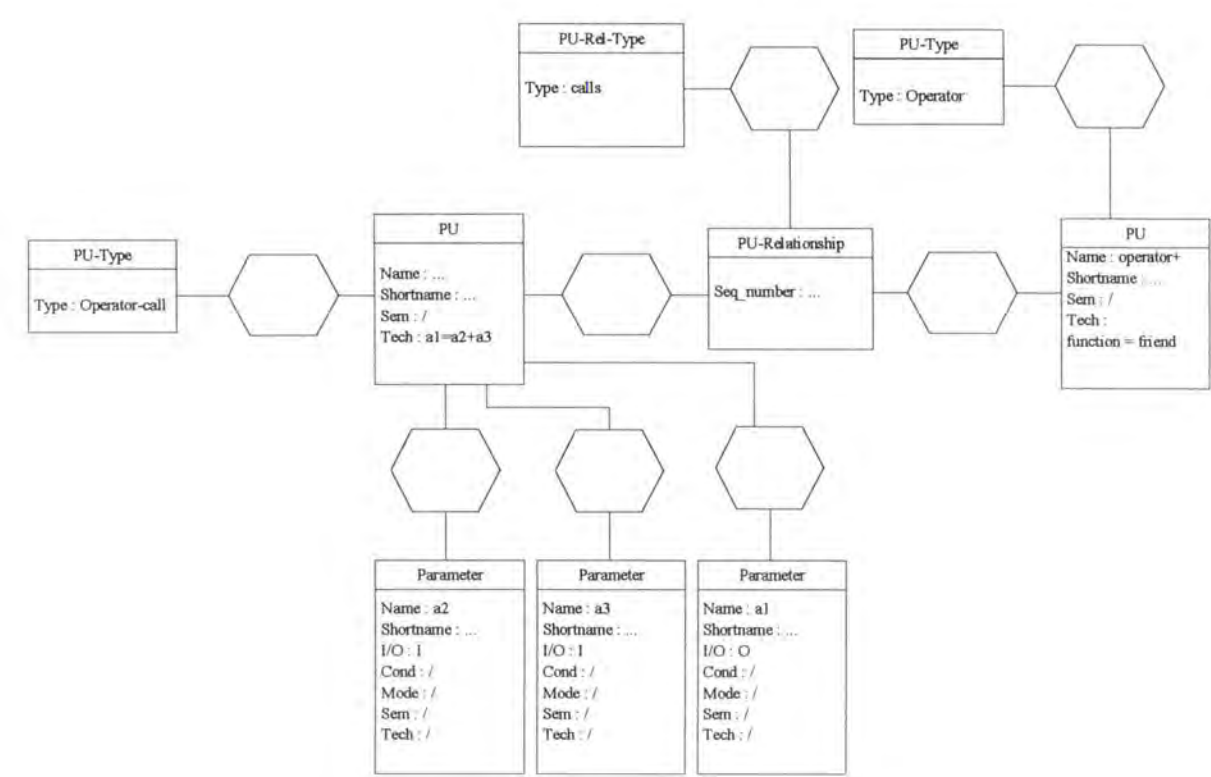 PU-Rel-Type
Type : calls
PU-Type
Type : Operator
PU-Type
Type : Operator-call
PU
Name : ...
Shortname : ...
Sem : /
Tech : a1=a2+a3
PU-Relationship
Seq_number : ...
PU
Name : operator+
Shortname : ...
Sem : /
Tech :
function = friend
Parameter
Name : a2
Shortname : ...
I/O : I
Cond : /
Mode : /
Sem : /
Tech : /
Parameter
Name : a3
Shortname : ...
I/O : I
Cond : /
Mode : /
Sem : /
Tech : /
Parameter
Name : a1
Shortname : ...
I/O : O
Cond : /
Mode : /
Sem : /
Tech : /